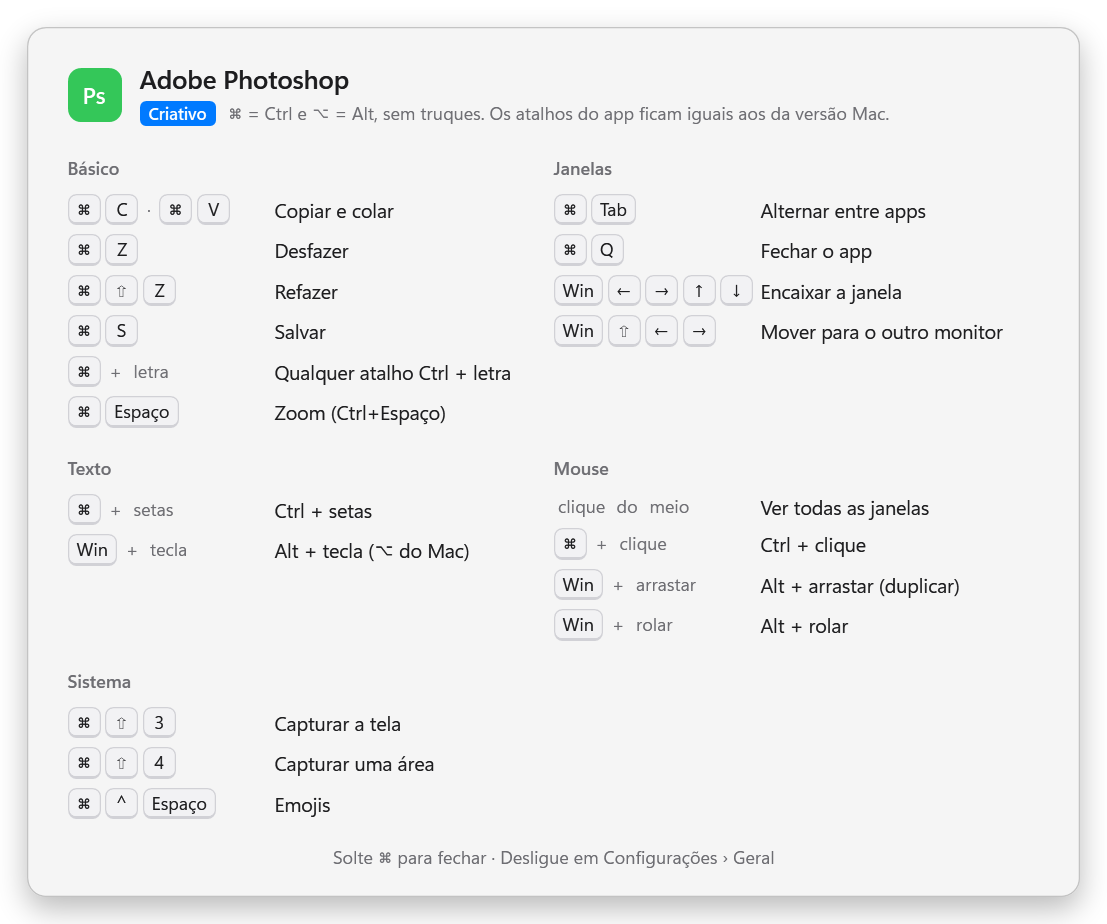 Ps
Adobe Photoshop
Criativo ⌘ = Ctrl e ⌥ = Alt, sem truques. Os atalhos do app ficam iguais aos da versão Mac.
Básico
⌘ C · ⌘ V Copiar e colar
⌘ Z Desfazer
⌘ ⇧ Z Refazer
⌘ S Salvar
⌘ + letra Qualquer atalho Ctrl + letra
⌘ Espaço Zoom (Ctrl+Espaço)
Janelas
⌘ Tab Alternar entre apps
⌘ Q Fechar o app
Win ← → ↑ ↓ Encaixar a janela
Win ⇧ ← → Mover para o outro monitor
Texto
⌘ + setas Ctrl + setas
Win + tecla Alt + tecla (⌥ do Mac)
Mouse
clique do meio Ver todas as janelas
⌘ + clique Ctrl + clique
Win + arrastar Alt + arrastar (duplicar)
Win + rolar Alt + rolar
Sistema
⌘ ⇧ 3 Capturar a tela
⌘ ⇧ 4 Capturar uma área
⌘ ^ Espaço Emojis
Solte ⌘ para fechar · Desligue em Configurações › Geral